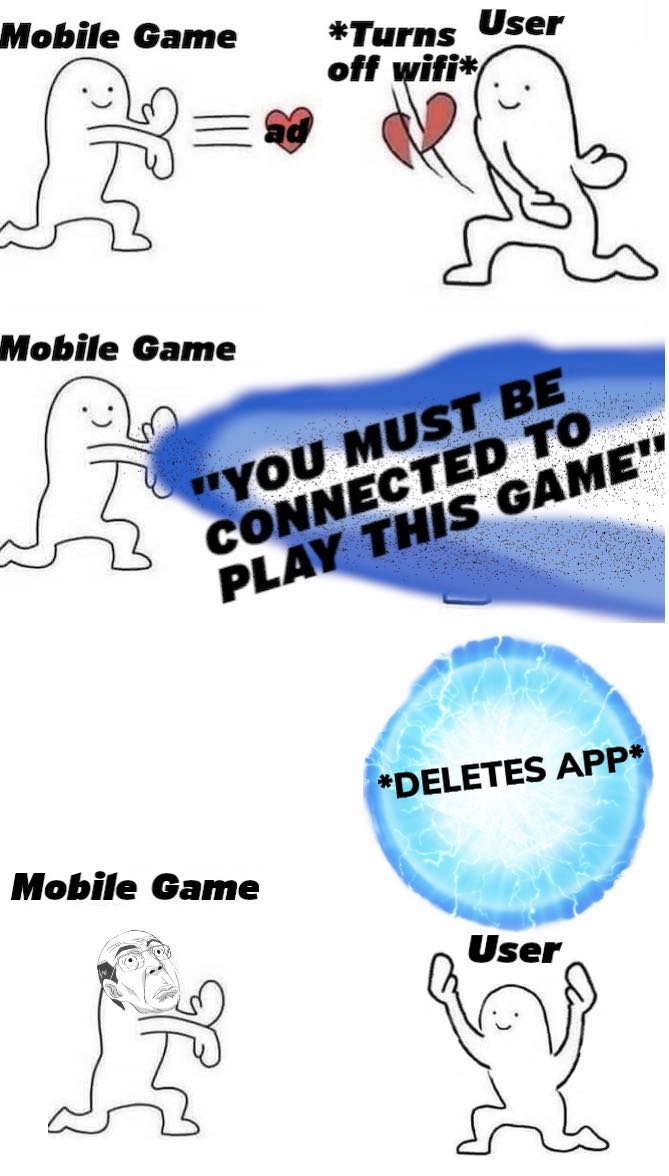 Mobile Game
*Turns
off wifi*
User
ad
Mobile Game
"YOU MUST BE
CONNECTED TO
PLAY THIS GAME"
*DELETES APP*
Mobile Game
User